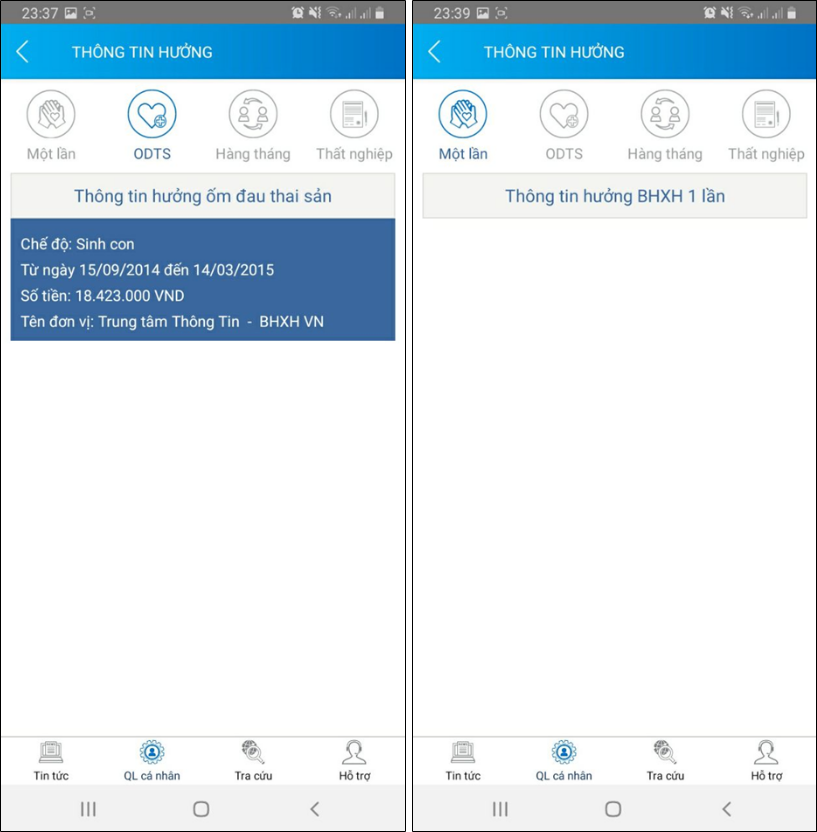 23:37
THÔNG TIN HƯỞNG
Một lần ODTS Hàng tháng Thất nghiệp
Thông tin hưởng ốm đau thai sản
Chế độ: Sinh con
Từ ngày 15/09/2014 đến 14/03/2015
Số tiền: 18.423.000 VND
Tên đơn vị: Trung tâm Thông Tin - BHXH VN
Tin tức QL cá nhân Tra cứu Hỗ trợ
23:39
THÔNG TIN HƯỞNG
Một lần ODTS Hàng tháng Thất nghiệp
Thông tin hưởng BHXH 1 lần
Tin tức QL cá nhân Tra cứu Hỗ trợ